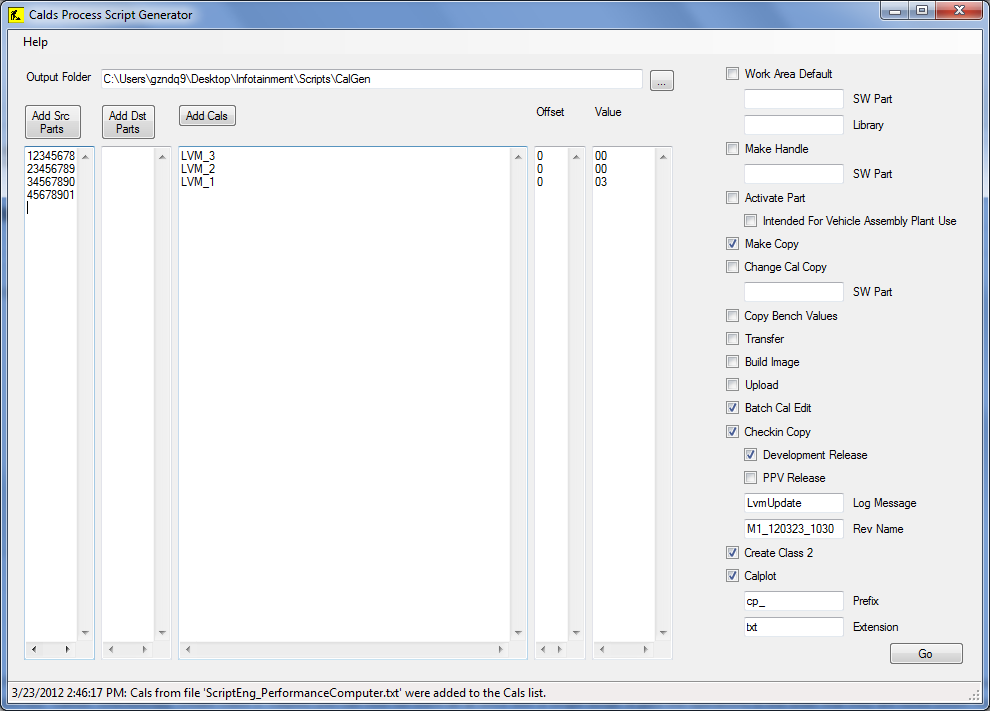 Calds Process Script Generator
Help
Output Folder C:\Users\gzndq9\Desktop\Infotainment\Scripts\CalGen ...
Add Src Parts
Add Dst Parts
Add Cals
Offset
Value
12345678
23456789
34567890
45678901
LVM_3 0 00
LVM_2 0 00
LVM_1 0 03
Work Area Default
SW Part
Library
Make Handle
SW Part
Activate Part
Intended For Vehicle Assembly Plant Use
Make Copy
Change Cal Copy
SW Part
Copy Bench Values
Transfer
Build Image
Upload
Batch Cal Edit
Checkin Copy
Development Release
PPV Release
LvmUpdate Log Message
M1_120323_1030 Rev Name
Create Class 2
Calplot
cp_ Prefix
txt Extension
Go
3/23/2012 2:46:17 PM: Cals from file 'ScriptEng_PerformanceComputer.txt' were added to the Cals list.